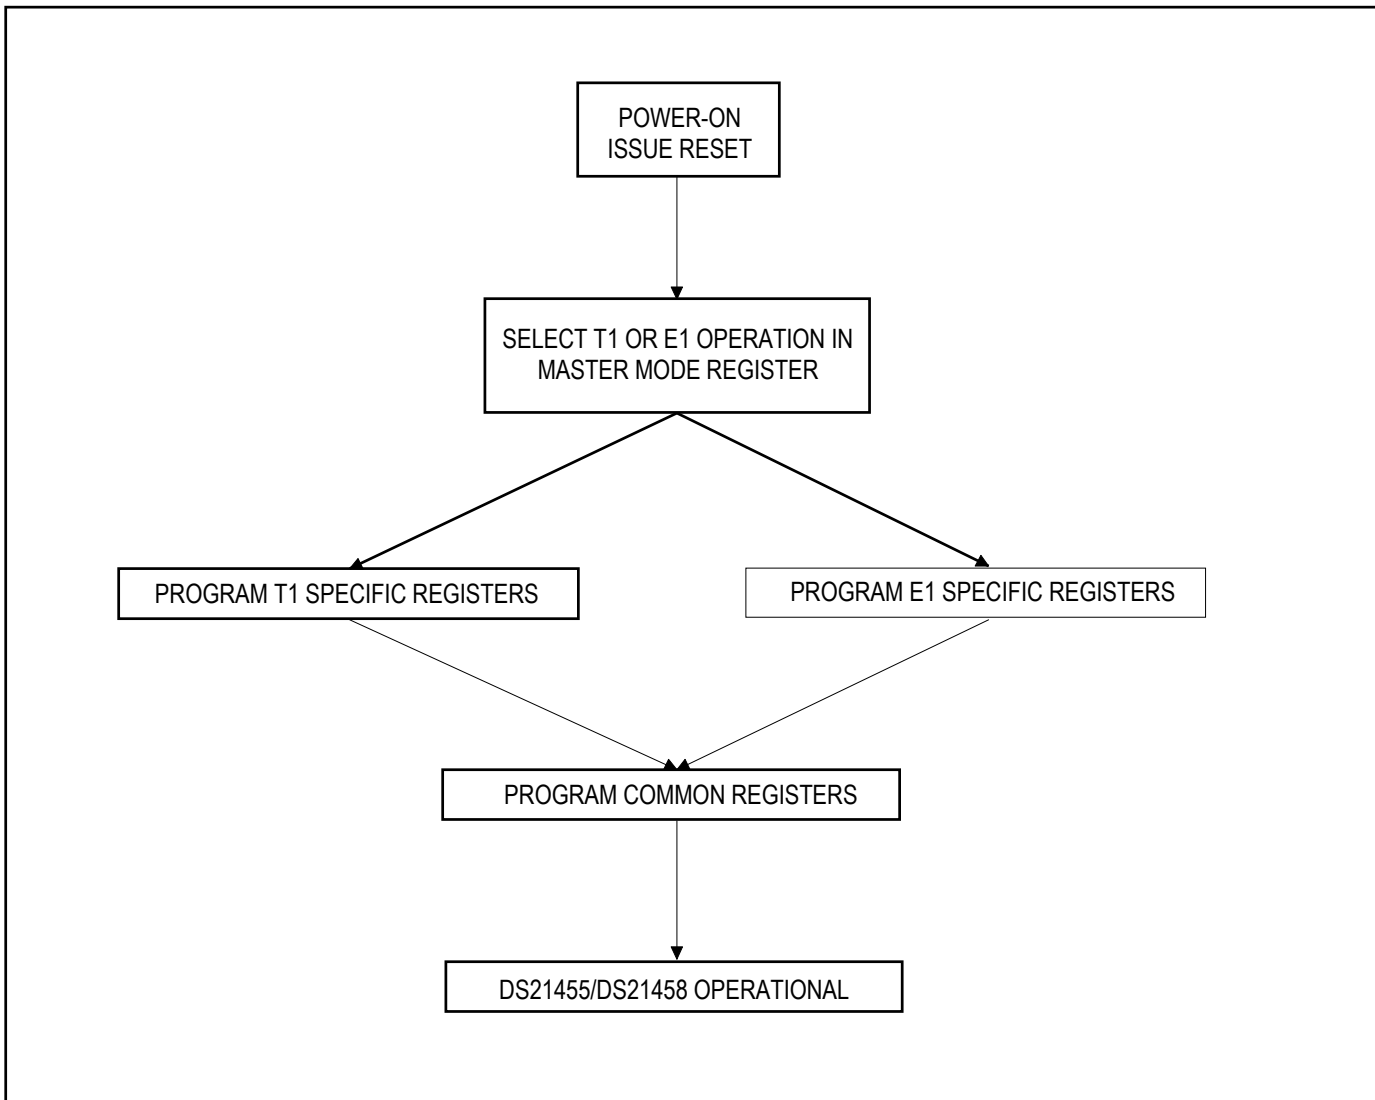 POWER-ON
ISSUE RESET
SELECT T1 OR E1 OPERATION IN
MASTER MODE REGISTER
PROGRAM T1 SPECIFIC REGISTERS
PROGRAM E1 SPECIFIC REGISTERS
PROGRAM COMMON REGISTERS
DS21455/DS21458 OPERATIONAL